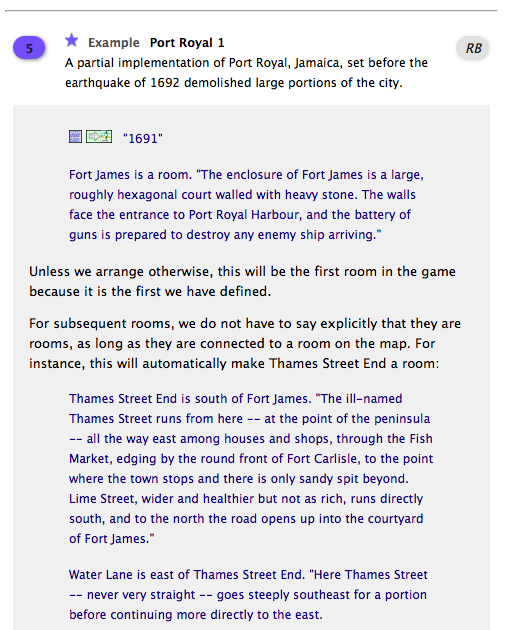 5
Example Port Royal 1
RB
A partial implementation of Port Royal, Jamaica, set before the
earthquake of 1692 demolished large portions of the city.
"1691"
Fort James is a room. "The enclosure of Fort James is a large,
roughly hexagonal court walled with heavy stone. The walls
face the entrance to Port Royal Harbour, and the battery of
guns is prepared to destroy any enemy ship arriving."
Unless we arrange otherwise, this will be the first room in the game
because it is the first we have defined.
For subsequent rooms, we do not have to say explicitly that they are
rooms, as long as they are connected to a room on the map. For
instance, this will automatically make Thames Street End a room:
Thames Street End is south of Fort James. "The ill-named
Thames Street runs from here -- at the point of the peninsula
-- all the way east among houses and shops, through the Fish
Market, edging by the round front of Fort Carlisle, to the point
where the town stops and there is only sandy spit beyond.
Lime Street, wider and healthier but not as rich, runs directly
south, and to the north the road opens up into the courtyard
of Fort James."
Water Lane is east of Thames Street End. "Here Thames Street
-- never very straight -- goes steeply southeast for a portion
before continuing more directly to the east.